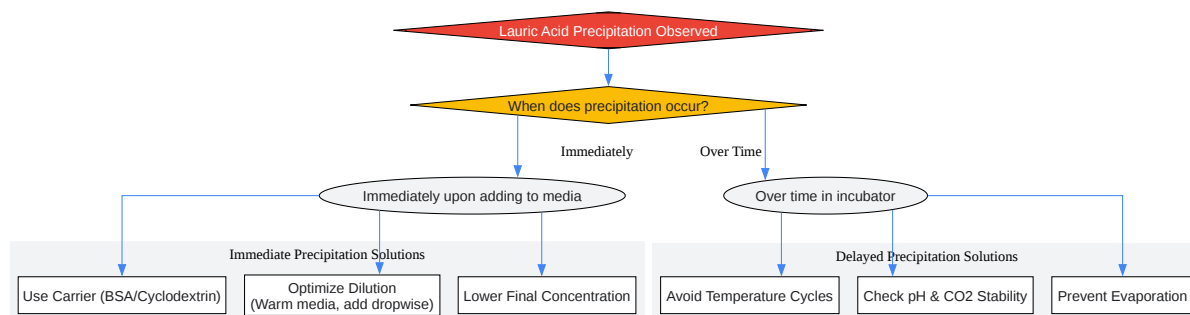 Lauric Acid Precipitation Observed
When does precipitation occur?
Immediately
Over Time
Immediately upon adding to media
Over time in incubator
Immediate Precipitation Solutions
Delayed Precipitation Solutions
Use Carrier (BSA/Cyclodextrin)
Optimize Dilution
(Warm media, add dropwise)
Lower Final Concentration
Avoid Temperature Cycles
Check pH & CO2 Stability
Prevent Evaporation